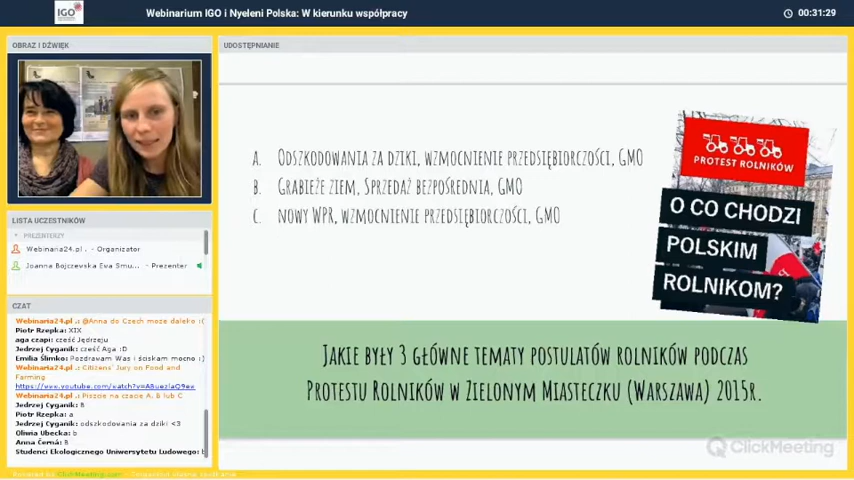 IGO
Webinarium IGO i Nyeleni Polska: W kierunku współpracy
00:31:29
OBRAZ I DŹWIĘK
UDOSTĘPNIANIE
A. Odszkodowania za dziki, wzmocnienie przedsiębiorczości, GMO
B. Grabieże ziem, Sprzedaż bezpośrednia, GMO
C. nowy WPR, wzmocnienie przedsiębiorczości, GMO
PROTEST ROLNIKÓW
O CO CHODZI
POLSKIM
ROLNIKOM?
Jakie były 3 główne tematy postulatów rolników podczas
Protestu Rolników w Zielonym Miasteczku (Warszawa) 2015r.
LISTA UCZESTNIKÓW
PREZENTERZY
Webinaria24.pl . - Organizator
Joanna Bojczewska Ewa Smu... - Prezenter
CZAT
Webinaria24.pl .: @Anna do Czech może daleko :(
Piotr Rzepka: XIX
aga czapi: cześć Jędrzeju
Jedrzej Cyganik: cześć Aga :D
Emilia Ślimko: Pozdrawam Was i ściskam mocno :)
Webinaria24.pl .: Citizens' Jury on Food and
Farming
Webinaria24.pl .: Piszcie na czacie A, B lub C
Jedrzej Cyganik: B
Piotr Rzepka: a
Jedrzej Cyganik: odszkodowania za dziki <3
Oliwia Ubecka: b
Anna Černá: B
Studenci Ekologicznego Uniwersytetu Ludowego: b
ClickMeeting